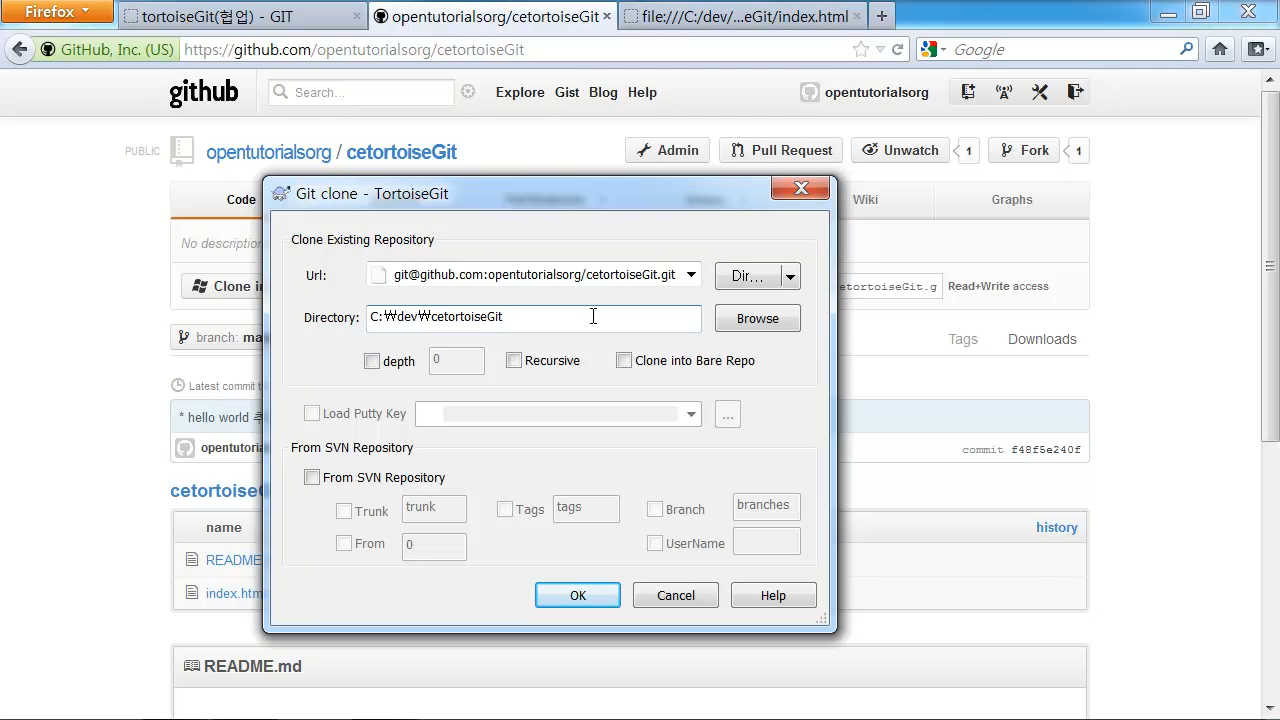 Firefox
tortoiseGit(협업) - GIT
opentutorialsorg/cetortoiseGit
file:///C:/dev/...eGit/index.html
GitHub, Inc. (US)
https://github.com/opentutorialsorg/cetortoiseGit
Google
github
Search...
Explore Gist Blog Help
opentutorialsorg
PUBLIC
opentutorialsorg / cetortoiseGit
Admin
Pull Request
Unwatch
1
Fork
1
Git clone - TortoiseGit
Code
Wiki
Graphs
No description
Clone Existing Repository
Url:
git@github.com:opentutorialsorg/cetortoiseGit.git
Dir...
Clone in
etortoiseGit.g
Read+Write access
Directory:
C:₩dev₩cetortoiseGit
Browse
branch: ma
Tags
Downloads
depth
0
Recursive
Clone into Bare Repo
Latest commit t
* hello world
Load Putty Key
...
From SVN Repository
opentutoria
commit f48f5e240f
From SVN Repository
cetortoise
Trunk
trunk
Tags
tags
Branch
branches
name
history
From
0
UserName
README
index.htm
OK
Cancel
Help
README.md